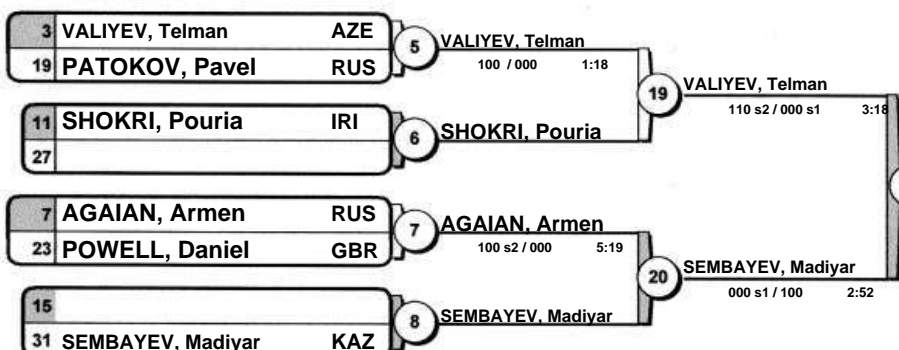 3 VALIYEV, Telman AZE
19 PATOKOV, Pavel RUS
5
VALIYEV, Telman
100 / 000 1:18
11 SHOKRI, Pouria IRI
27
6
SHOKRI, Pouria
19
VALIYEV, Telman
110 s2 / 000 s1 3:18
7 AGAIAN, Armen RUS
23 POWELL, Daniel GBR
7
AGAIAN, Armen
100 s2 / 000 5:19
15
31 SEMBAYEV, Madiyar KAZ
8
SEMBAYEV, Madiyar
20
SEMBAYEV, Madiyar
000 s1 / 100 2:52